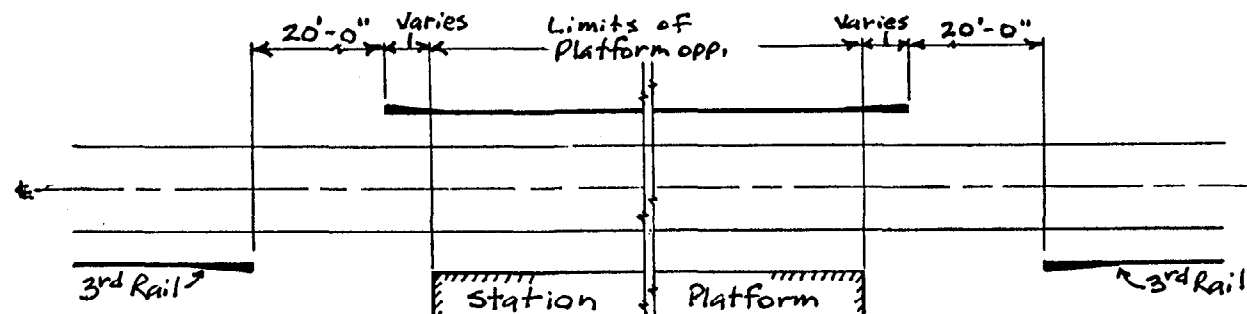 20'-0" Varies Limits of Platform opp. Varies 20'-0"
℄
3rd Rail
Station Platform
3rd Rail